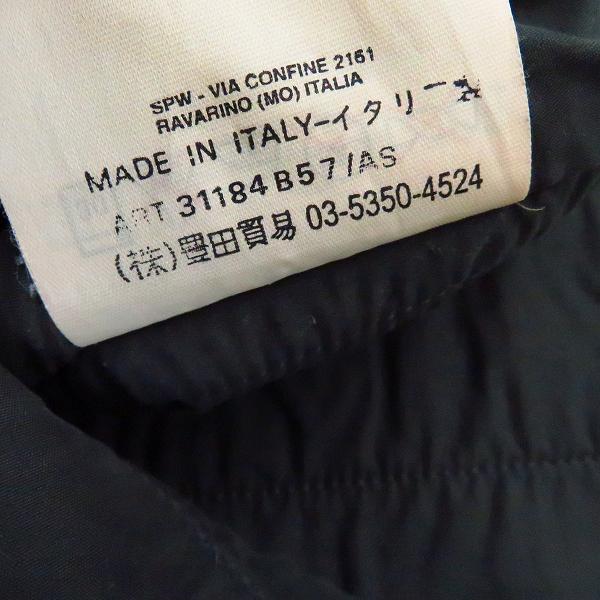 SPW - VIA CONFINE 2161
RAVARINO (MO) ITALIA
MADE IN ITALY-イタリー製
ART 31184 B57/AS
(株)豊田貿易 03-5350-4524